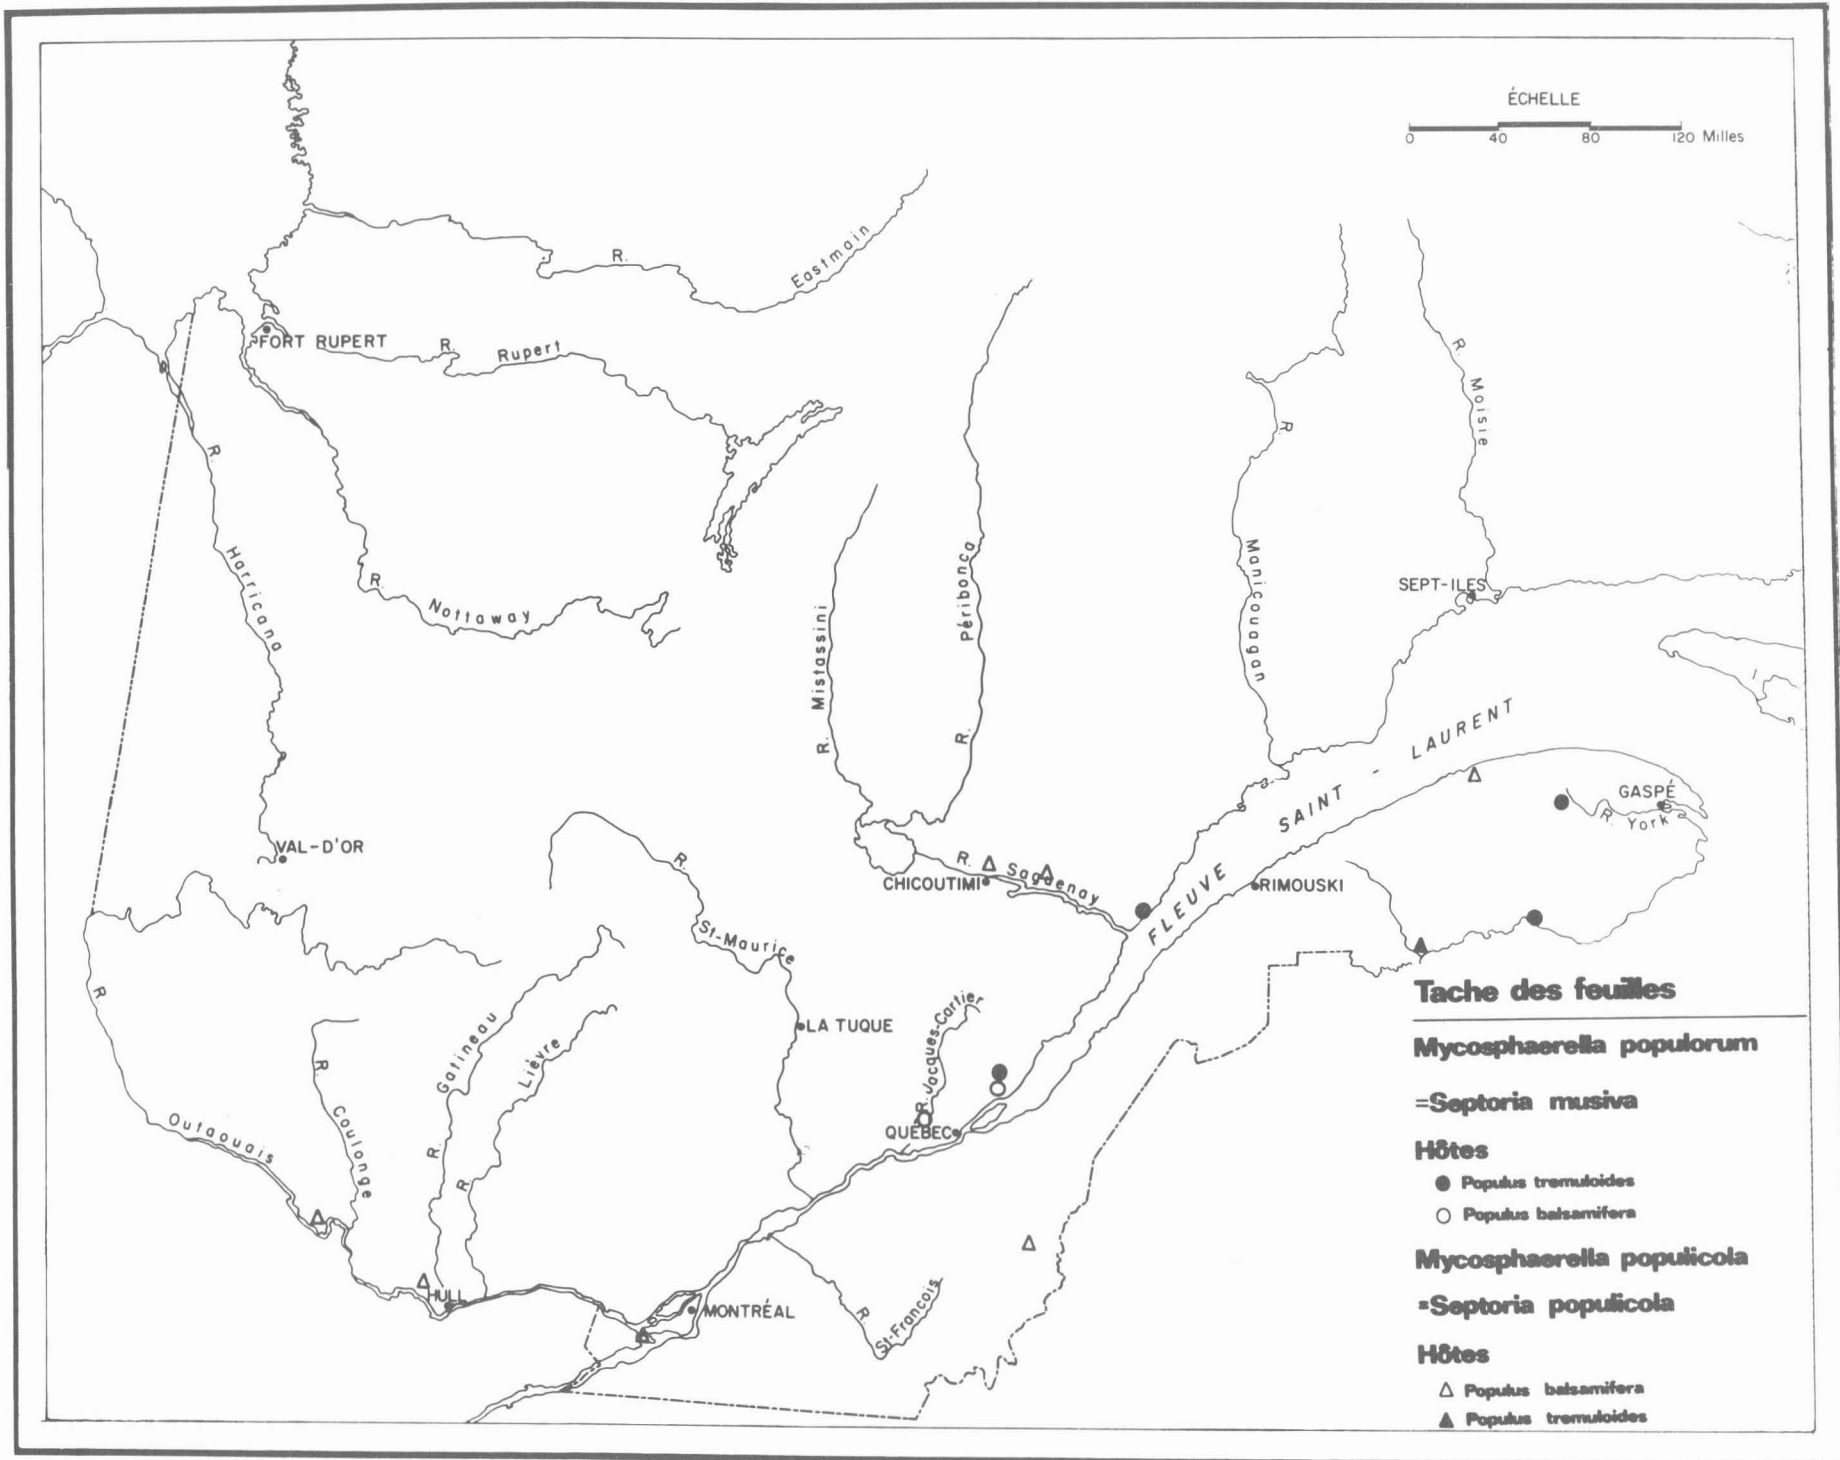 ÉCHELLE
0 40 80 120 Milles
R. Eastmain
FORT RUPERT
R. Rupert
R. Moisie
R. Manicouagan
R. Harricana
R. Nottaway
R. Mistassini
R. Péribonca
SEPT-ILES
FLEUVE SAINT - LAURENT
GASPÉ
R. York
VAL-D'OR
R. St-Maurice
CHICOUTIMI
R. Saguenay
RIMOUSKI
R. Outaouais
R. Coulonge
R. Gatineau
R. Lièvre
LA TUQUE
R. Jacques-Cartier
QUÉBEC
HULL
MONTRÉAL
R. St-François
Tache des feuilles
Mycosphaerella populorum
=Septoria musiva
Hôtes
Populus tremuloides
Populus balsamifera
Mycosphaerella populicola
=Septoria populicola
Hôtes
Populus balsamifera
Populus tremuloides